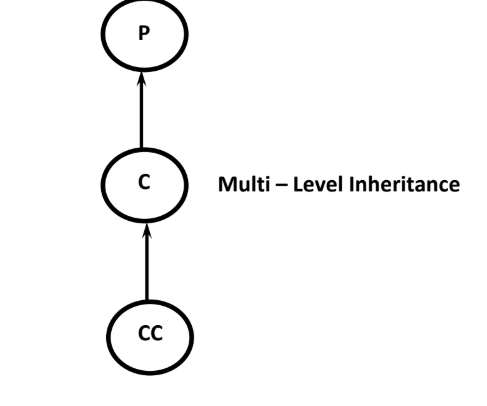 P
C
Multi – Level Inheritance
CC